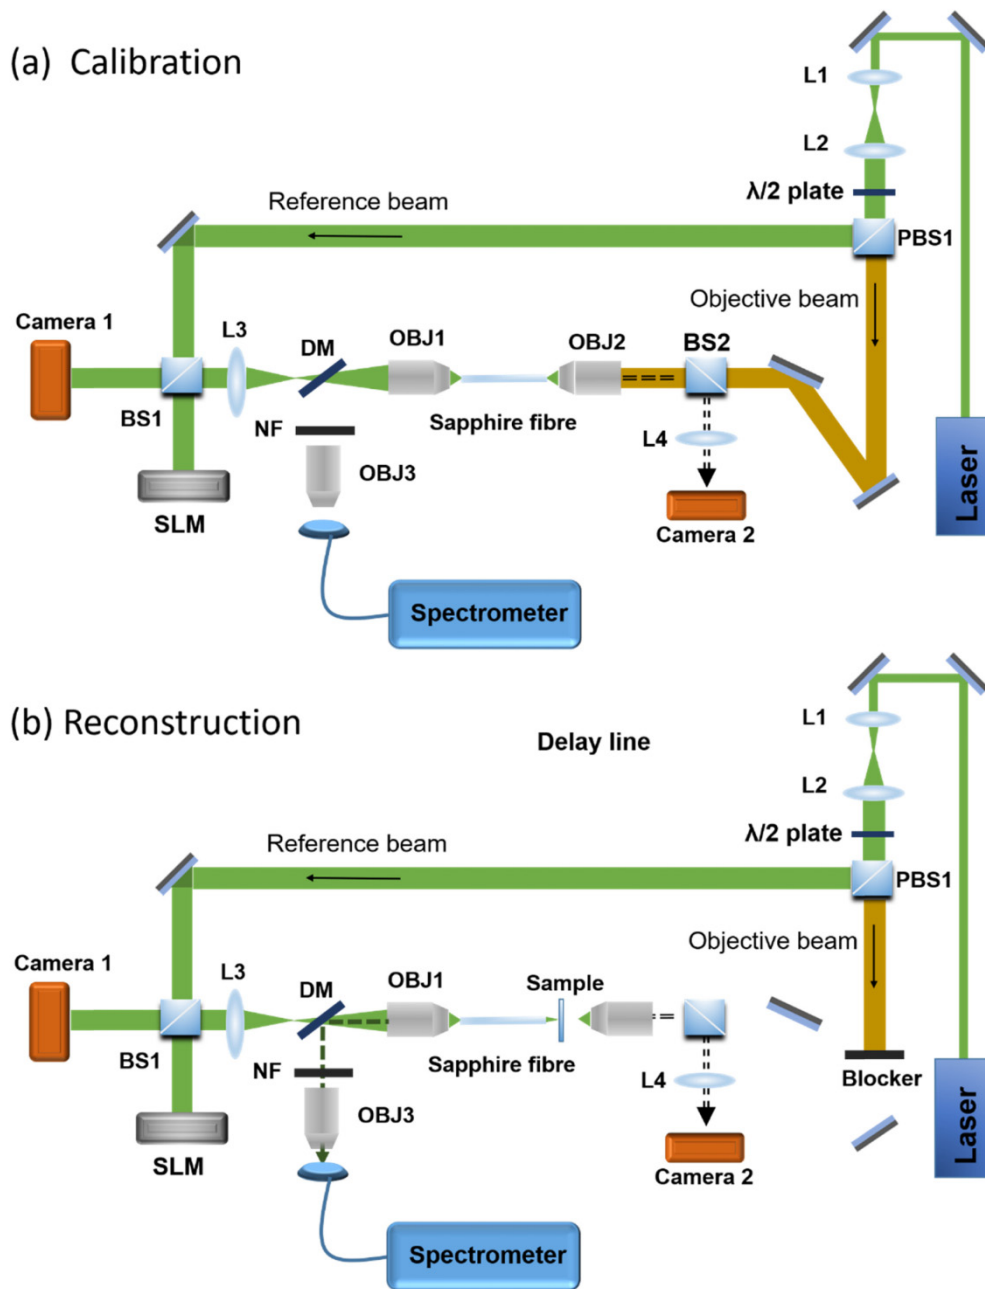 (a) Calibration
L1
L2
λ/2 plate
Reference beam
PBS1
Objective beam
Camera 1
L3
DM
OBJ1
OBJ2
BS2
BS1
NF
Sapphire fibre
L4
OBJ3
SLM
Camera 2
Laser
Spectrometer
(b) Reconstruction
Delay line
L1
L2
λ/2 plate
Reference beam
PBS1
Objective beam
Camera 1
L3
DM
OBJ1
Sample
BS1
NF
Sapphire fibre
L4
Blocker
OBJ3
SLM
Camera 2
Laser
Spectrometer